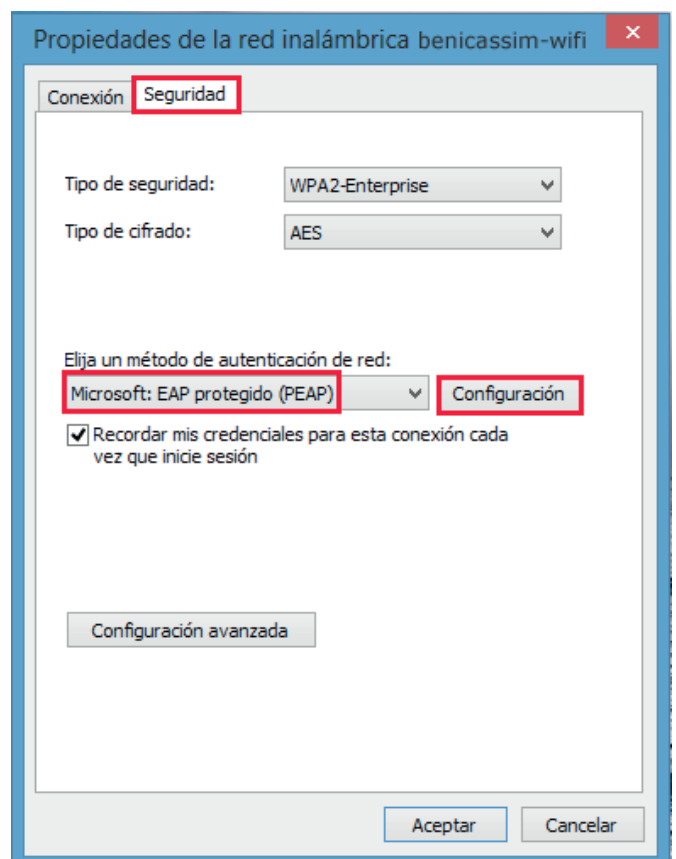 Propiedades de la red inalámbrica benicassim-wifi
Conexión Seguridad
Tipo de seguridad: WPA2-Enterprise
Tipo de cifrado: AES
Elija un método de autenticación de red:
Microsoft: EAP protegido (PEAP) Configuración
Recordar mis credenciales para esta conexión cada
vez que inicie sesión
Configuración avanzada
Aceptar Cancelar